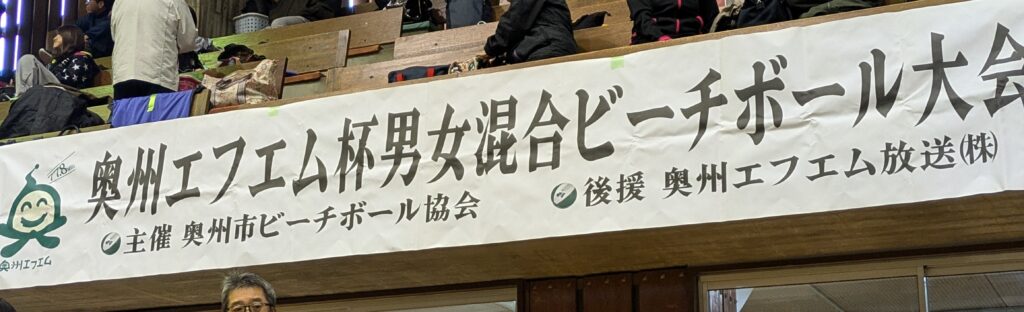 奥州エフエム杯男女混合ビーチボール大会
主催 奥州市ビーチボール協会
後援 奥州エフエム放送㈱
奥州エフエム